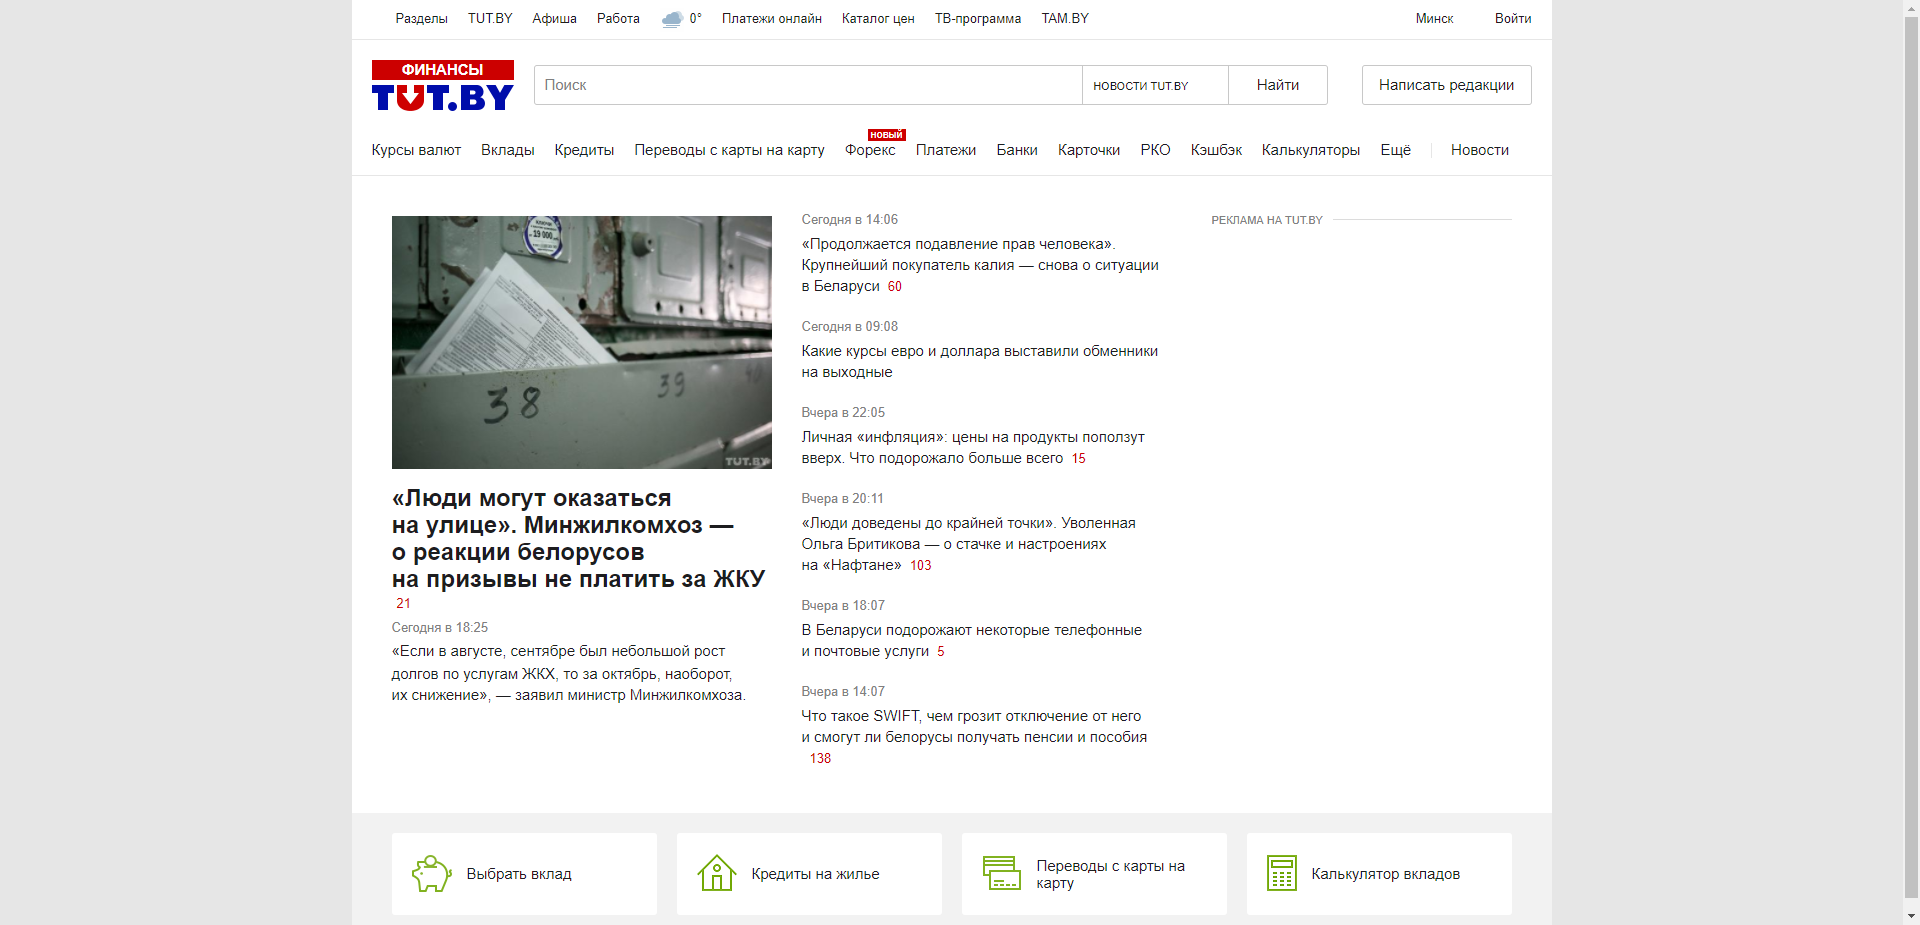 Разделы TUT.BY Афиша Работа 0° Платежи онлайн Каталог цен ТВ-программа TAM.BY Минск Войти
ФИНАНСЫ
TUT.BY
Поиск НОВОСТИ TUT.BY Найти Написать редакции
новый
Курсы валют Вклады Кредиты Переводы с карты на карту Форекс Платежи Банки Карточки РКО Кэшбэк Калькуляторы Ещё Новости
19 000
38
39
40
TUT.BY
«Люди могут оказаться
на улице». Минжилкомхоз —
о реакции белорусов
на призывы не платить за ЖКУ
21
Сегодня в 18:25
«Если в августе, сентябре был небольшой рост
долгов по услугам ЖКХ, то за октябрь, наоборот,
их снижение», — заявил министр Минжилкомхоза.
Сегодня в 14:06
«Продолжается подавление прав человека».
Крупнейший покупатель калия — снова о ситуации
в Беларуси 60
Сегодня в 09:08
Какие курсы евро и доллара выставили обменники
на выходные
Вчера в 22:05
Личная «инфляция»: цены на продукты поползут
вверх. Что подорожало больше всего 15
Вчера в 20:11
«Люди доведены до крайней точки». Уволенная
Ольга Бритикова — о стачке и настроениях
на «Нафтане» 103
Вчера в 18:07
В Беларуси подорожают некоторые телефонные
и почтовые услуги 5
Вчера в 14:07
Что такое SWIFT, чем грозит отключение от него
и смогут ли белорусы получать пенсии и пособия
138
РЕКЛАМА НА TUT.BY
Выбрать вклад
Кредиты на жилье
Переводы с карты на
карту
Калькулятор вкладов